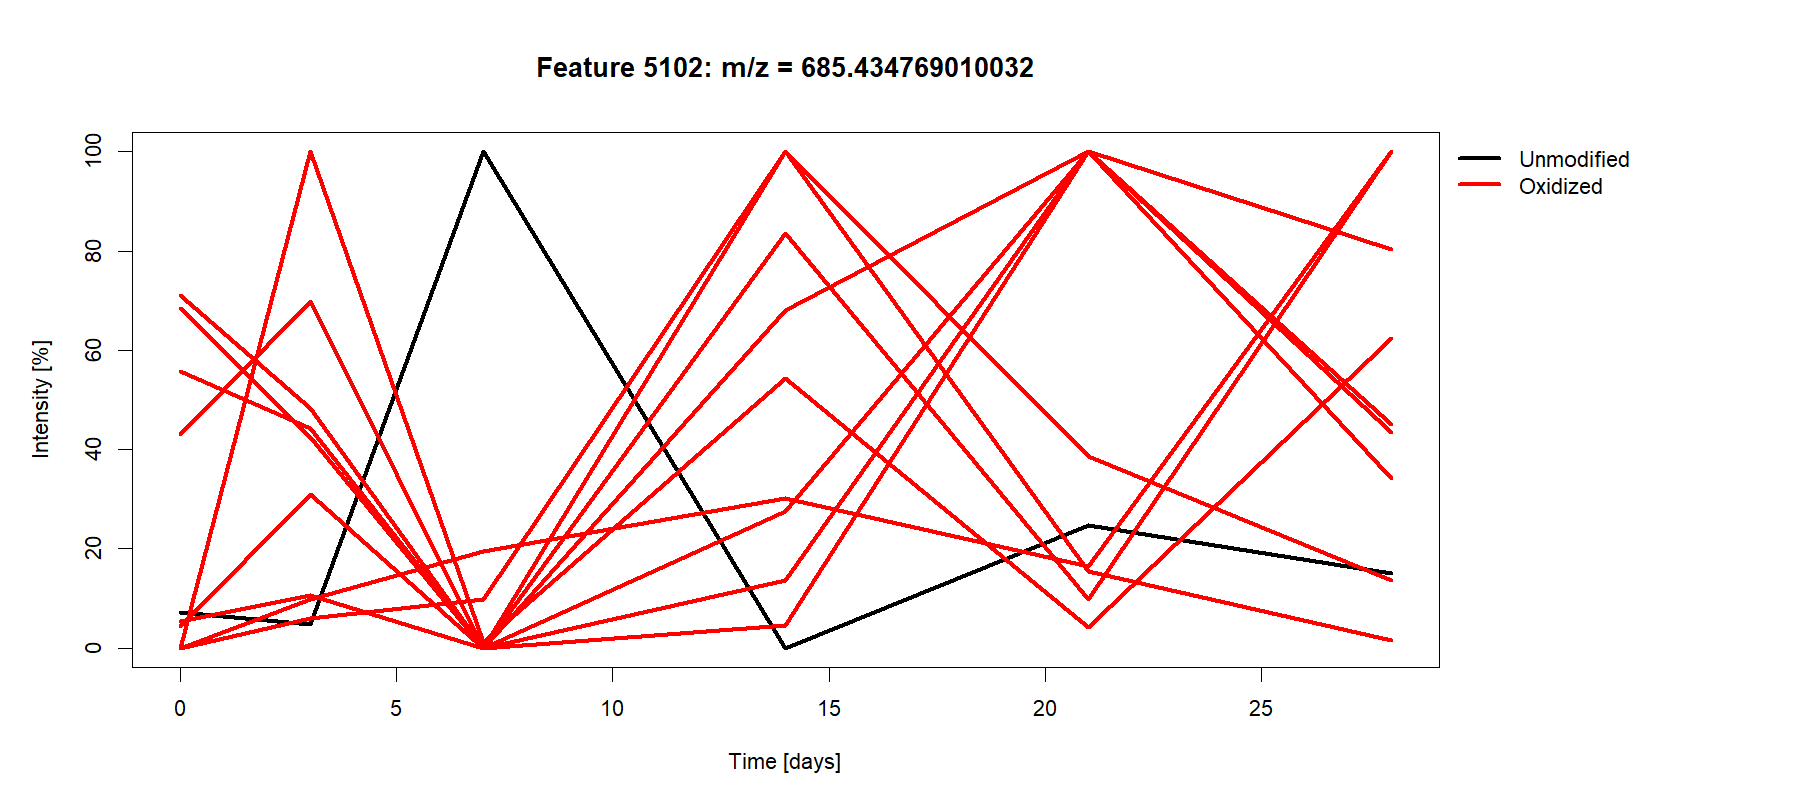 Feature 5102: m/z = 685.434769010032
Unmodified
Oxidized
Intensity [%]
100
80
60
40
20
0
0 5 10 15 20 25
Time [days]